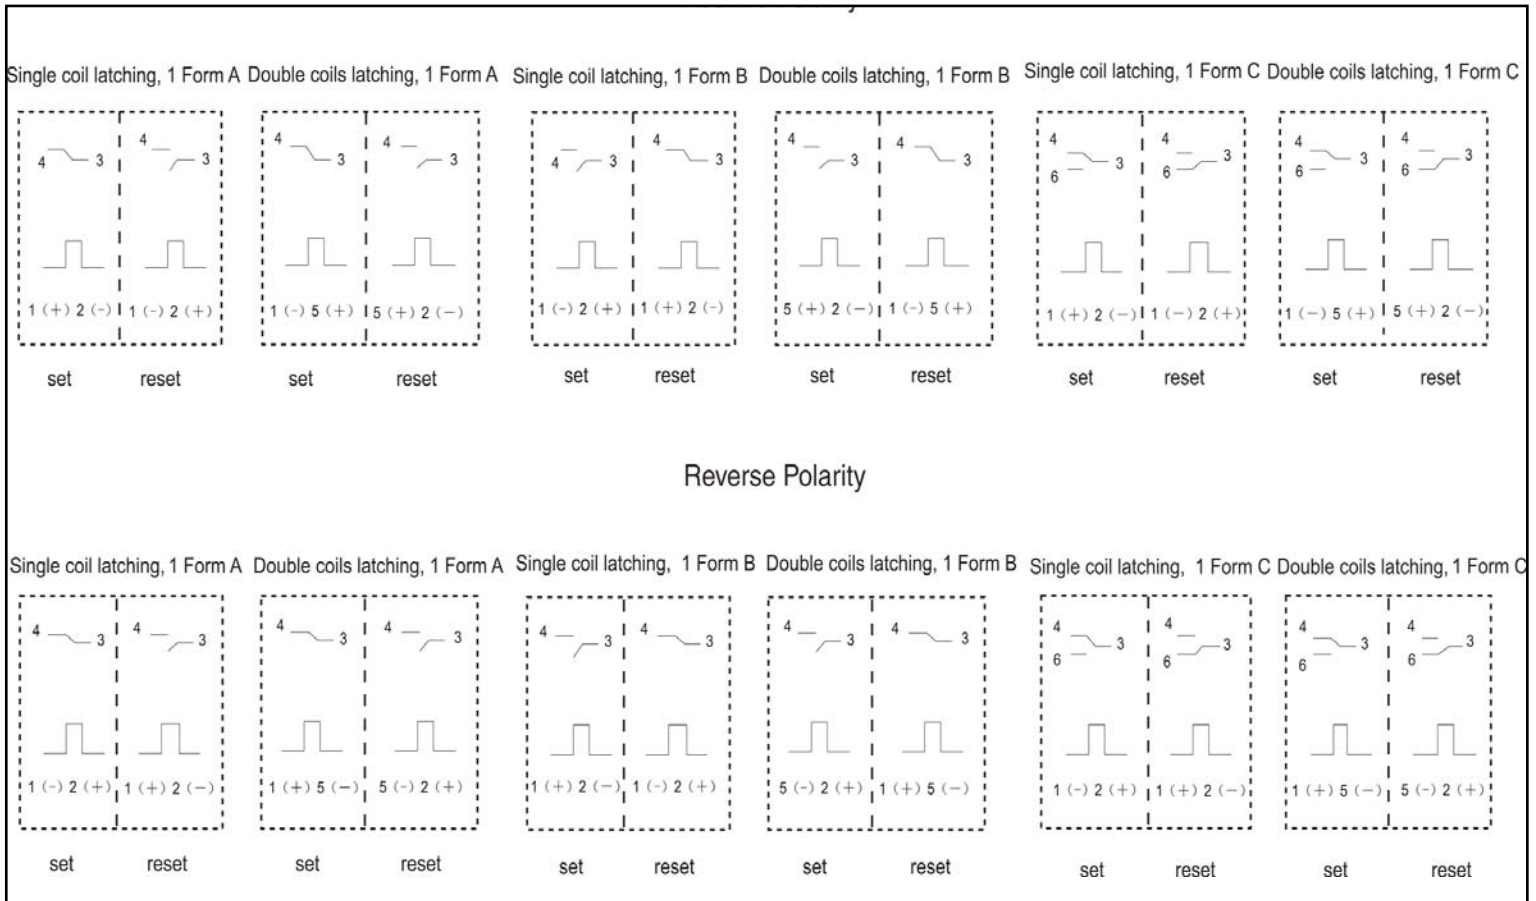 Single coil latching, 1 Form A Double coils latching, 1 Form A Single coil latching, 1 Form B Double coils latching, 1 Form B Single coil latching, 1 Form C Double coils latching, 1 Form C
4 3 4 3 4 3 4 3 4 3 4 3 4 3 4 3 4 3 4 3 4 3 4 3
6 6 6 6
1 (+) 2 (-) 1 (-) 2 (+) 1 (-) 5 (+) 5 (+) 2 (-) 1 (-) 2 (+) 1 (+) 2 (-) 5 (+) 2 (-) 1 (-) 5 (+) 1 (+) 2 (-) 1 (-) 2 (+) 1 (-) 5 (+) 5 (+) 2 (-)
set reset set reset set reset set reset set reset set reset
Reverse Polarity
Single coil latching, 1 Form A Double coils latching, 1 Form A Single coil latching, 1 Form B Double coils latching, 1 Form B Single coil latching, 1 Form C Double coils latching, 1 Form C
4 3 4 3 4 3 4 3 4 3 4 3 4 3 4 3 4 3 4 3 4 3 4 3
6 6 6 6
1 (-) 2 (+) 1 (+) 2 (-) 1 (+) 5 (-) 5 (-) 2 (+) 1 (+) 2 (-) 1 (-) 2 (+) 5 (-) 2 (+) 1 (+) 5 (-) 1 (-) 2 (+) 1 (+) 2 (-) 1 (+) 5 (-) 5 (-) 2 (+)
set reset set reset set reset set reset set reset set reset